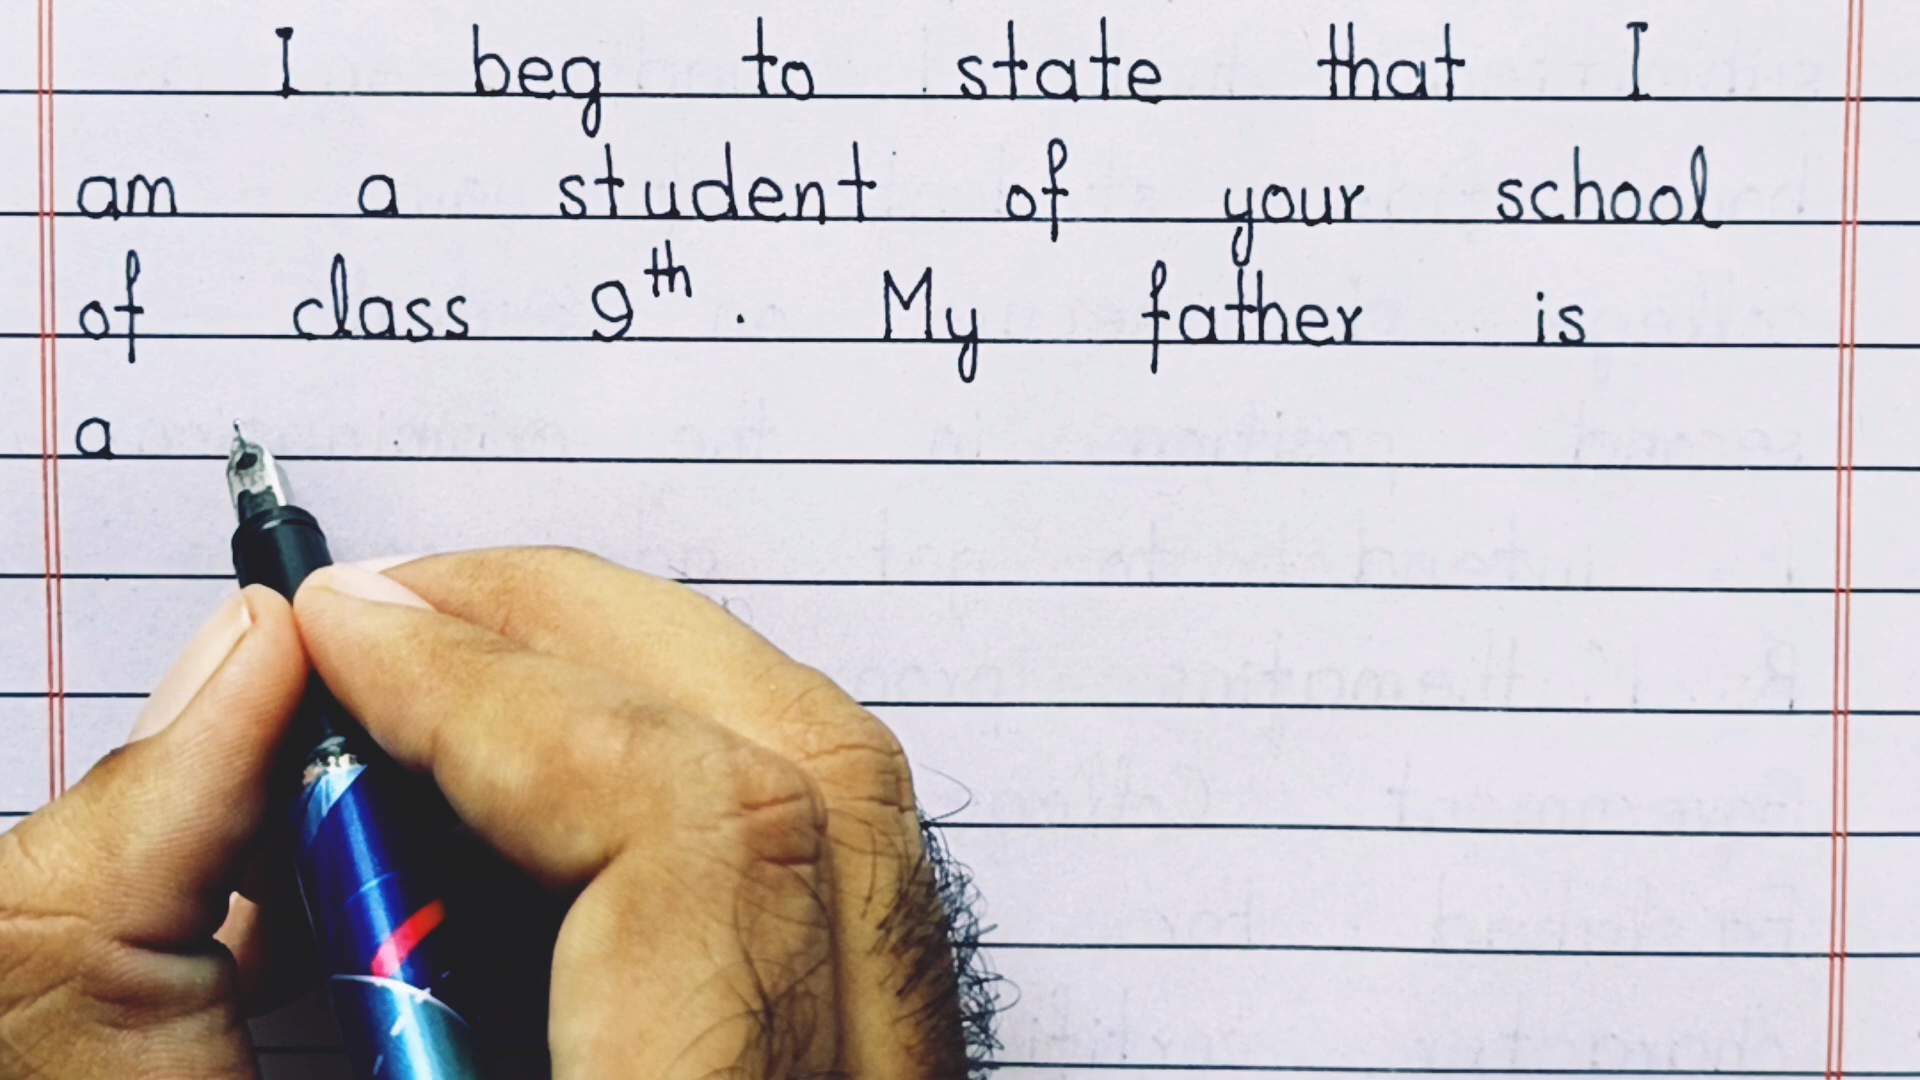 I beg to state that I
am a student of your school
of class 9th. My father is
a